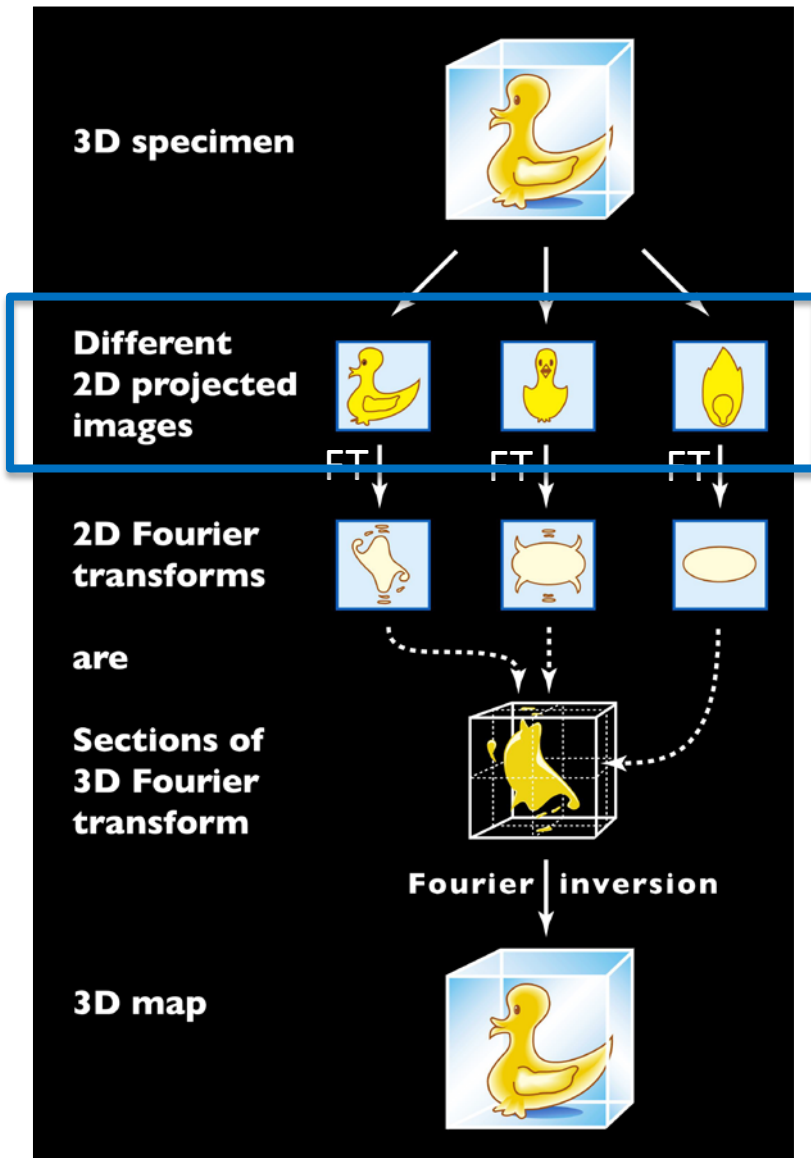 3D specimen
Different
2D projected
images
FT FT FT
2D Fourier
transforms
are
Sections of
3D Fourier
transform
Fourier inversion
3D map